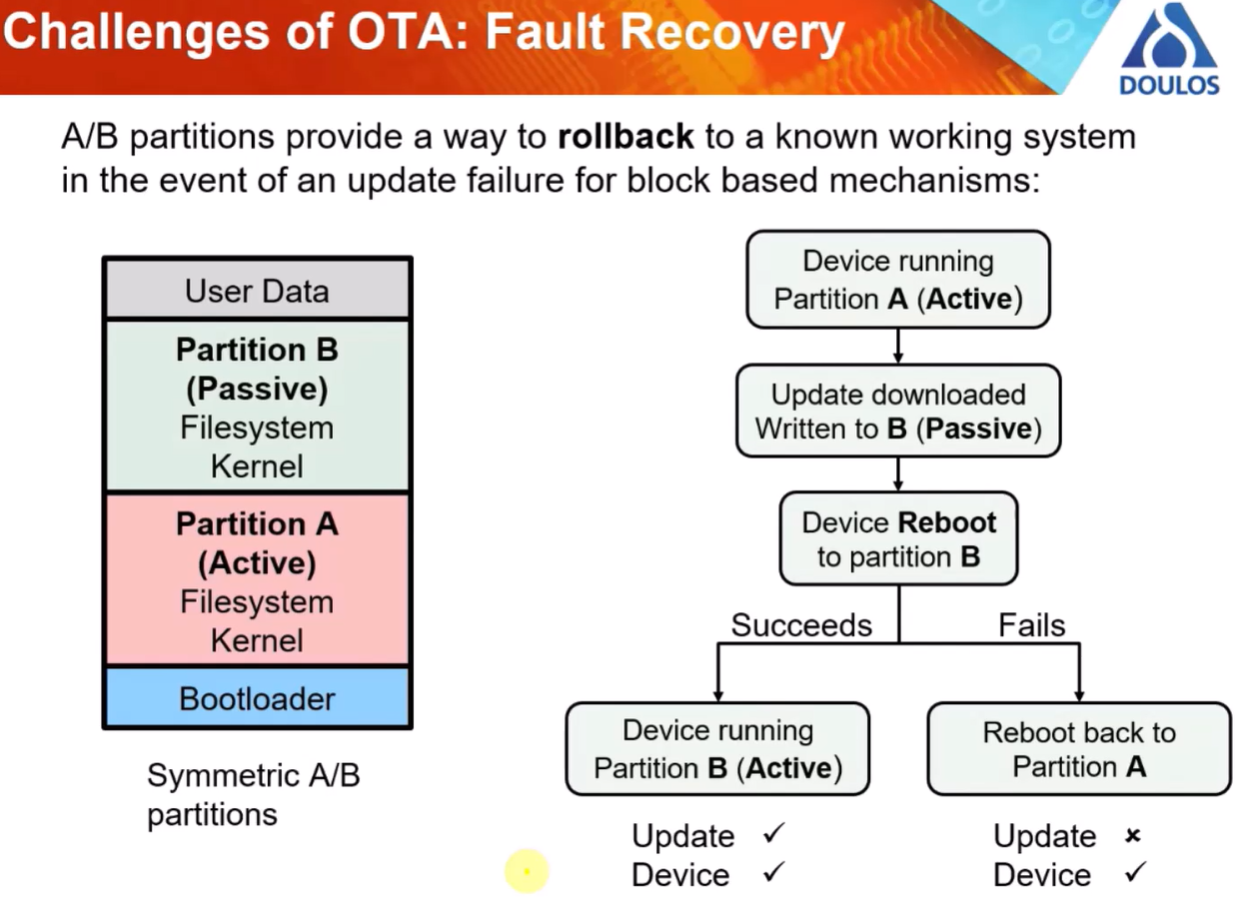 Challenges of OTA: Fault Recovery
DOULOS
A/B partitions provide a way to rollback to a known working system
in the event of an update failure for block based mechanisms:
User Data
Partition B
(Passive)
Filesystem
Kernel
Partition A
(Active)
Filesystem
Kernel
Bootloader
Symmetric A/B
partitions
Device running
Partition A (Active)
Update downloaded
Written to B (Passive)
Device Reboot
to partition B
Succeeds
Fails
Device running
Partition B (Active)
Reboot back to
Partition A
Update ✓
Device ✓
Update ×
Device ✓